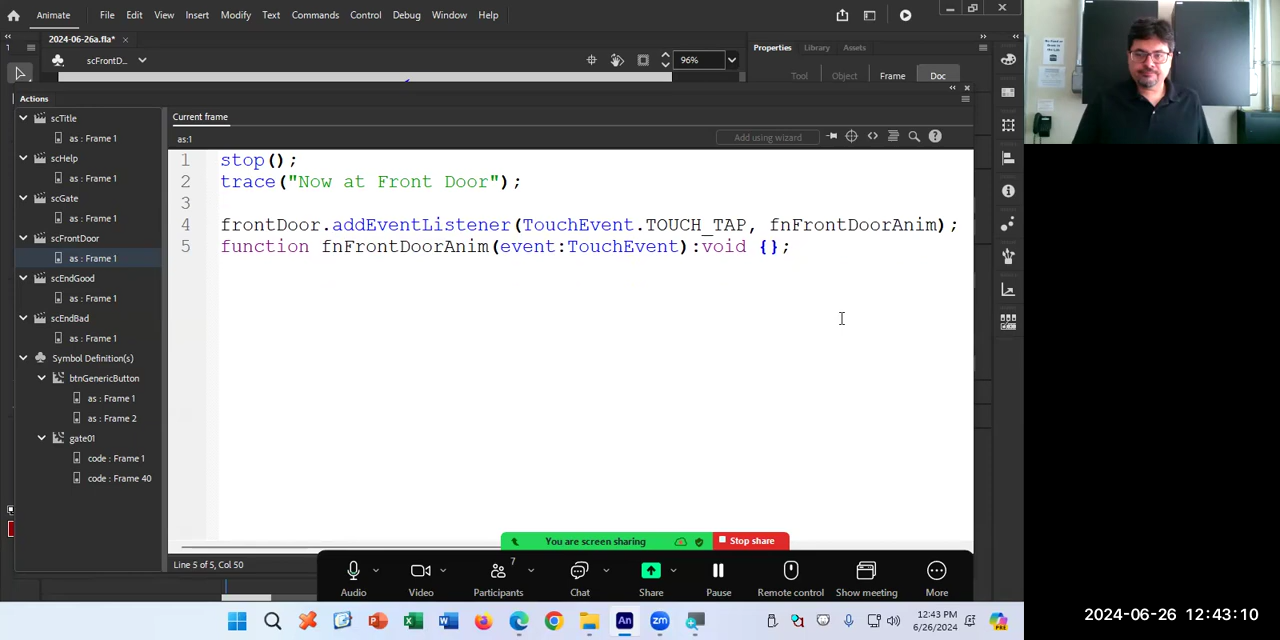 Animate File Edit View Insert Modify Text Commands Control Debug Window Help
2024-06-26a.fla* ×
Properties Library Assets
1 scFrontD... 96%
Tool Object Frame Doc
Actions
scTitle
as : Frame 1
scHelp
as : Frame 1
scGate
as : Frame 1
scFrontDoor
as : Frame 1
scEndGood
as : Frame 1
scEndBad
as : Frame 1
Symbol Definition(s)
btnGenericButton
as : Frame 1
as : Frame 2
gate01
code : Frame 1
code : Frame 40
Current frame
as:1 Add using wizard
1 stop();
2 trace("Now at Front Door");
3
4 frontDoor.addEventListener(TouchEvent.TOUCH_TAP, fnFrontDoorAnim);
5 function fnFrontDoorAnim(event:TouchEvent):void {};
Line 5 of 5, Col 50
You are screen sharing Stop share
7
Audio Video Participants Chat Share Pause Remote control Show meeting More
12:43 PM
6/26/2024
2024-06-26 12:43:10